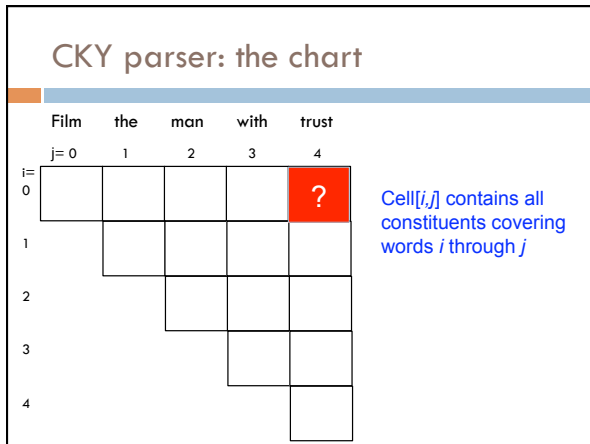 CKY parser: the chart
Film the man with trust
j= 0 1 2 3 4
i=
0 ?
Cell[i,j] contains all
constituents covering
words i through j
1
2
3
4